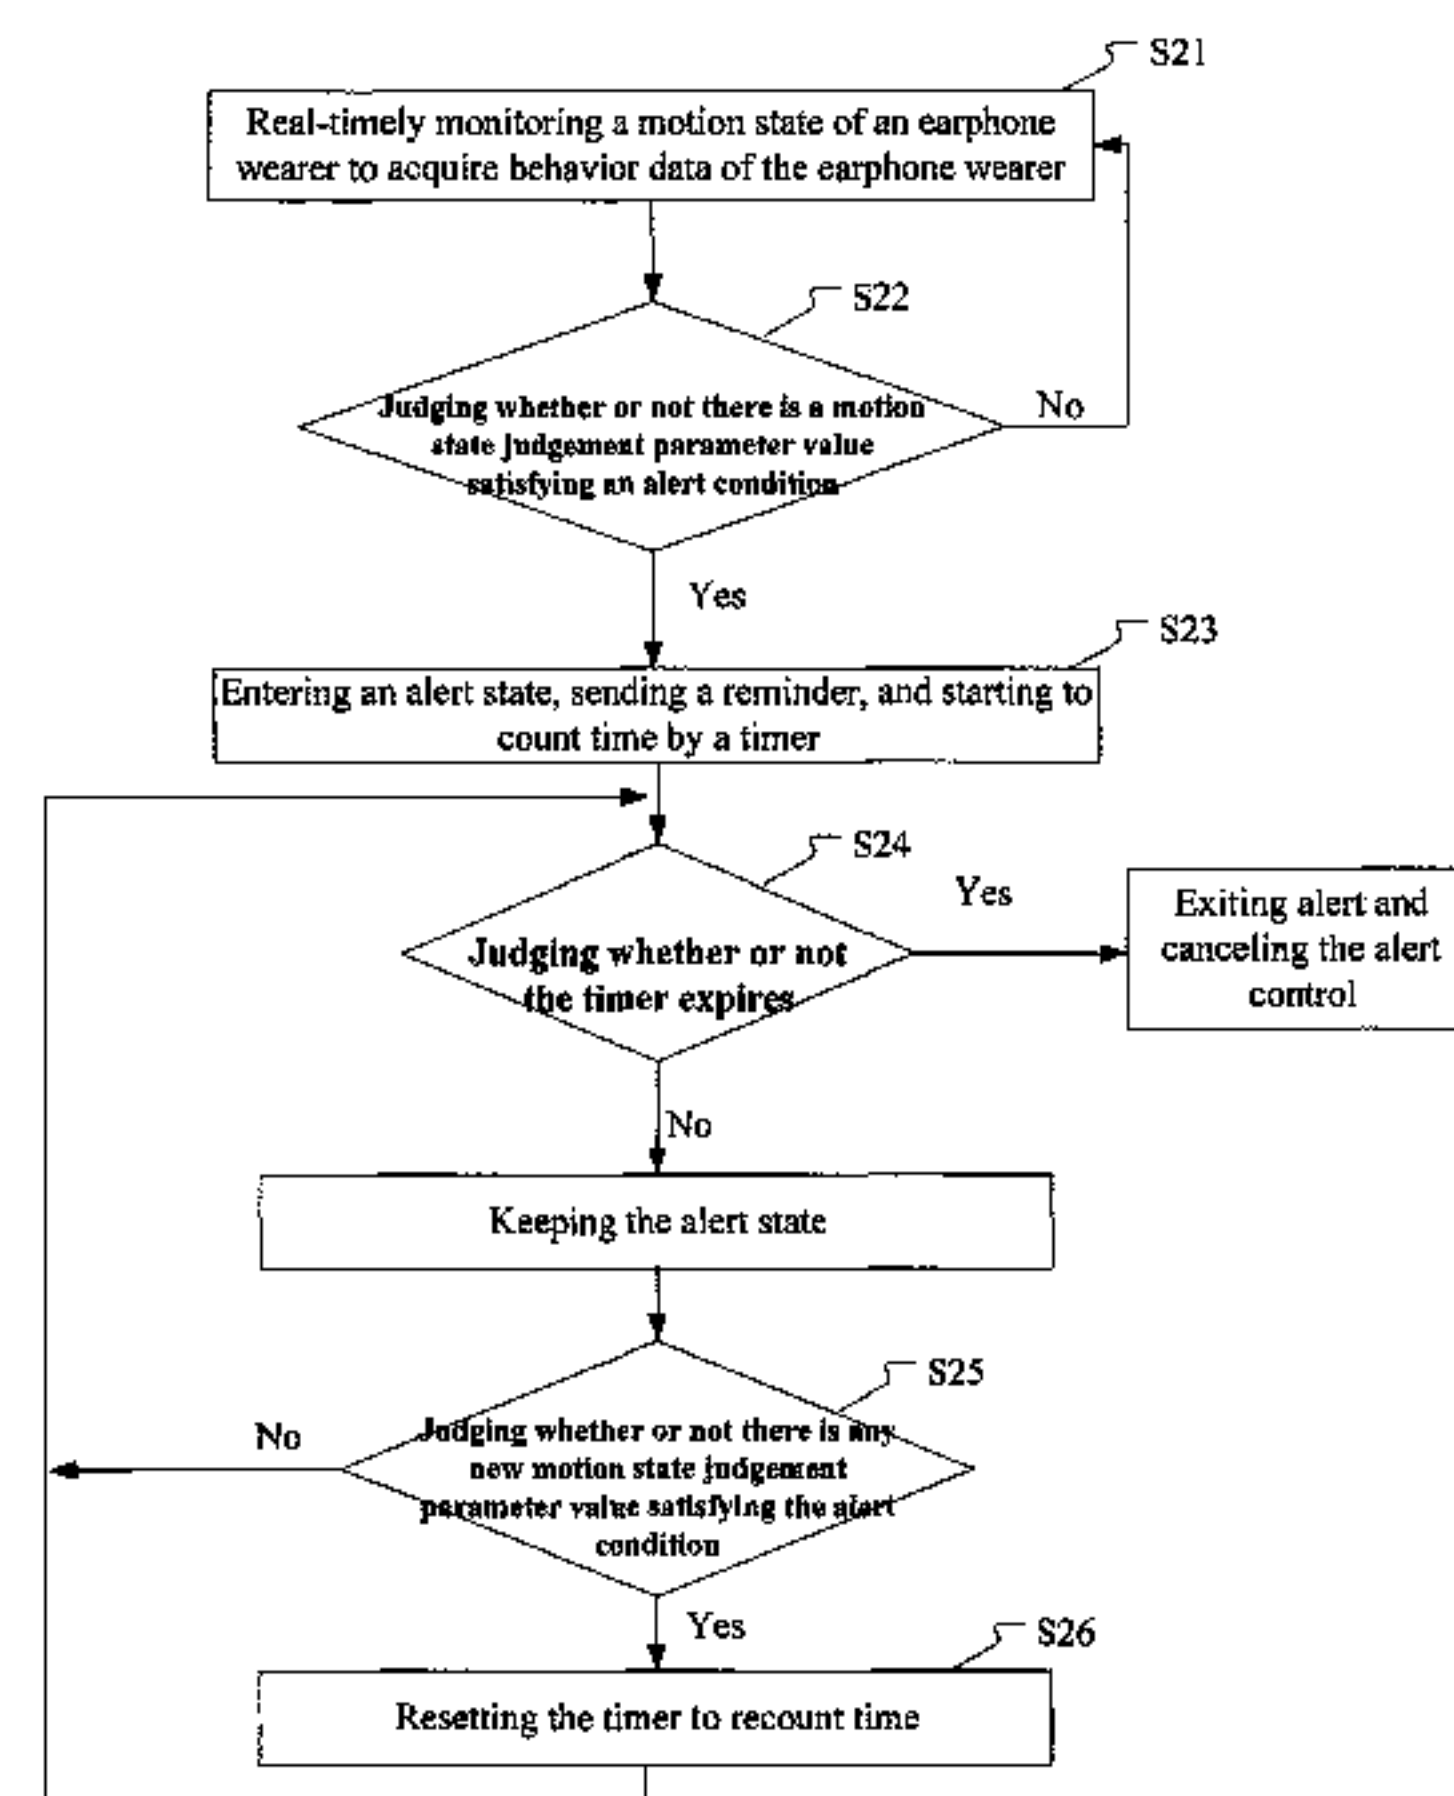 S21
Real-timely monitoring a motion state of an earphone
wearer to acquire behavior data of the earphone wearer
S22
Judging whether or not there is a motion
state judgement parameter value
satisfying an alert condition
No
Yes
S23
Entering an alert state, sending a reminder, and starting to
count time by a timer
S24
Judging whether or not
the timer expires
Yes
Exiting alert and
canceling the alert
control
No
Keeping the alert state
S25
Judging whether or not there is any
new motion state judgement
parameter value satisfying the alert
condition
No
Yes
S26
Resetting the timer to recount time